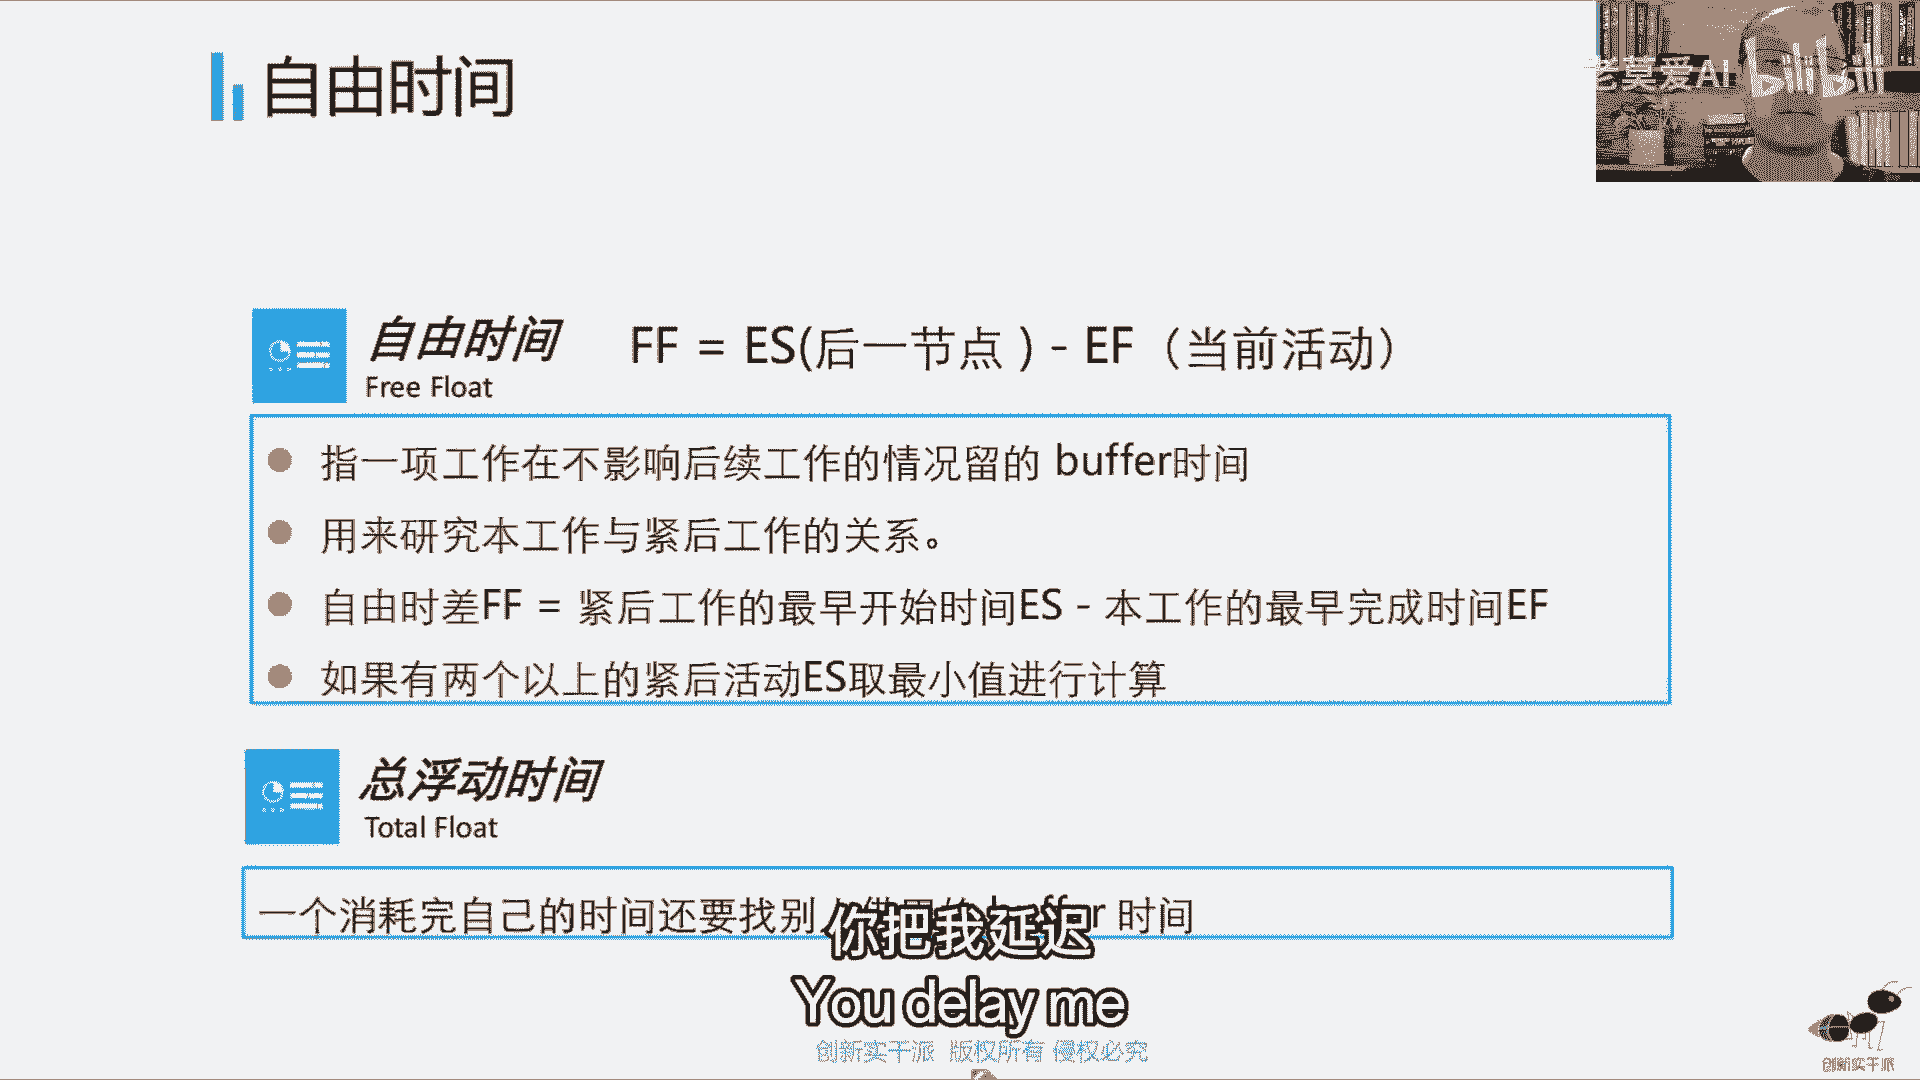 自由时间
老莫爱AI bilibili
自由时间 FF = ES(后一节点 ) - EF（当前活动）
Free Float
指一项工作在不影响后续工作的情况留的 buffer时间
用来研究本工作与紧后工作的关系。
自由时差FF = 紧后工作的最早开始时间ES - 本工作的最早完成时间EF
如果有两个以上的紧后活动ES取最小值进行计算
总浮动时间
Total Float
一个消耗完自己的时间还要找别 buffer 时间
你把我延迟
You delay me
创新实干派 版权所有 侵权必究
创新实干派